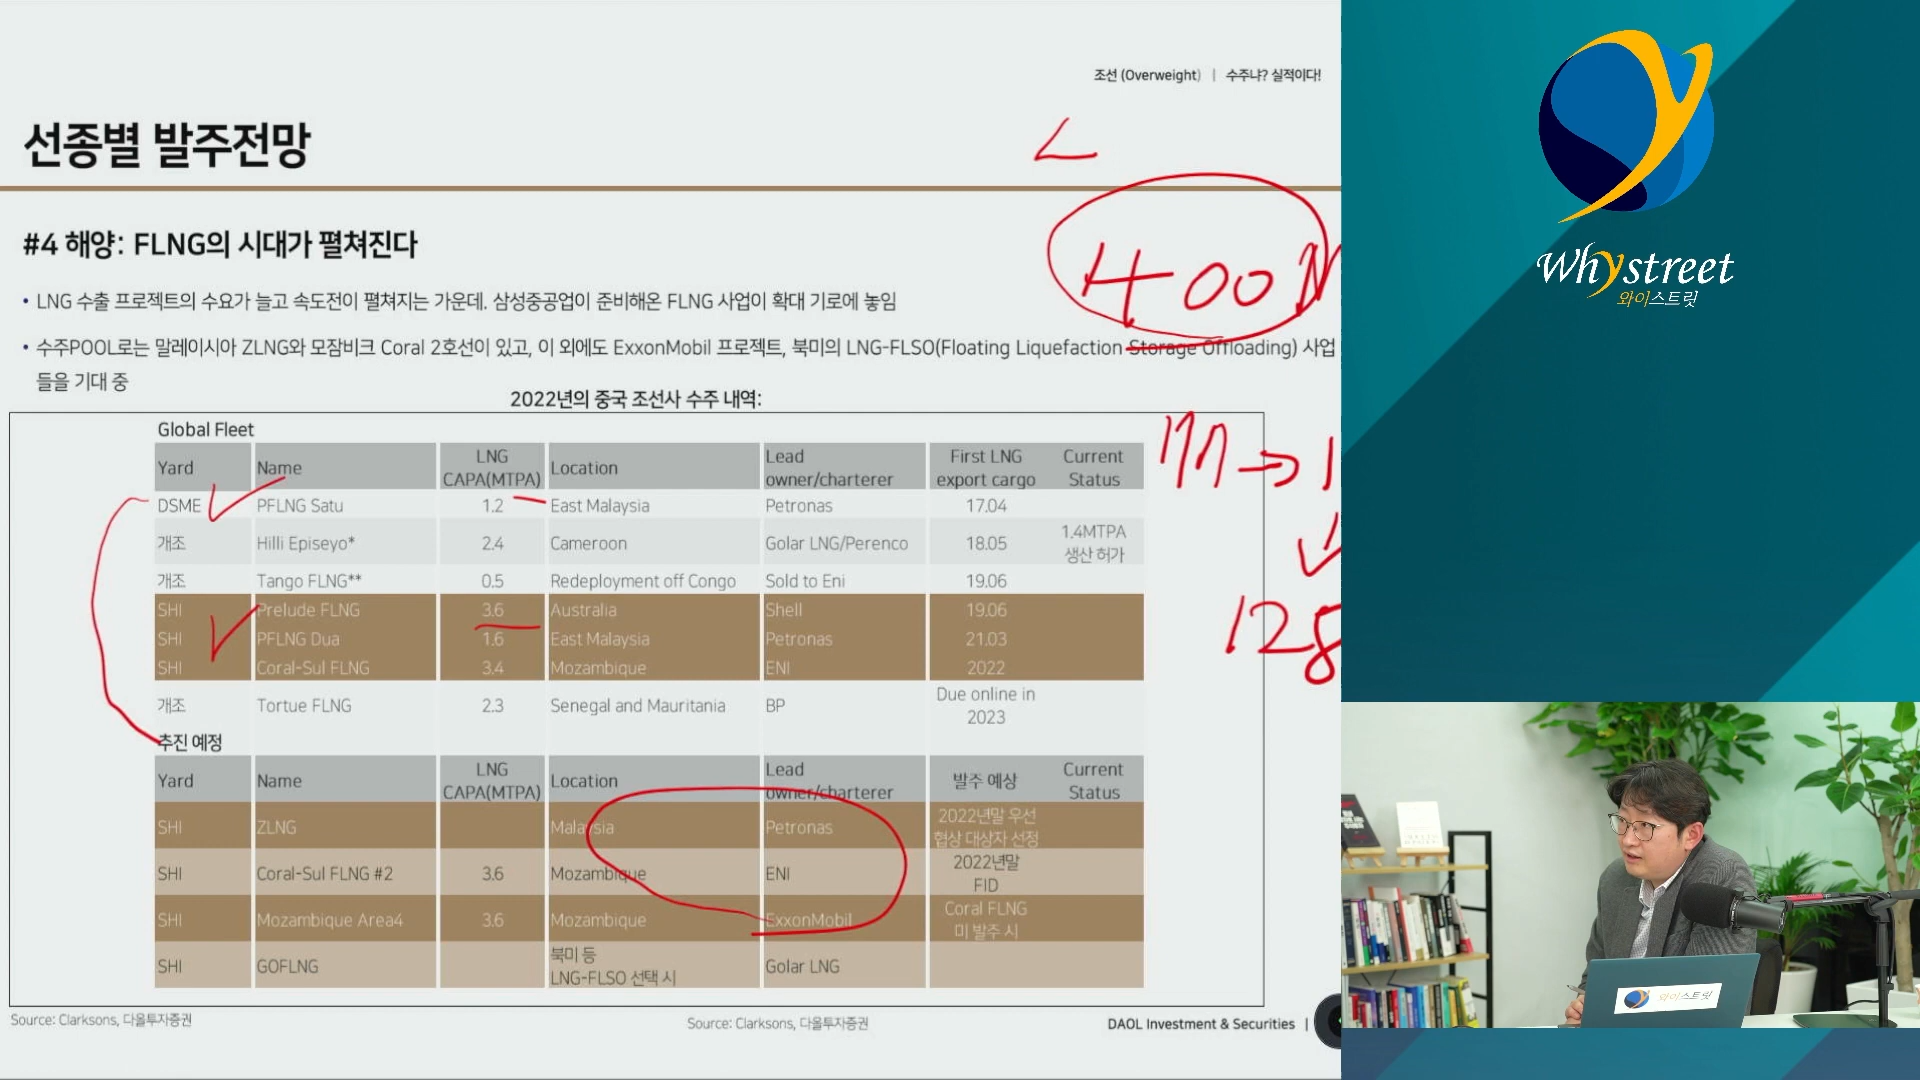 조선 (Overweight) | 수주냐? 실적이다!
선종별 발주전망
#4 해양: FLNG의 시대가 펼쳐진다
• LNG 수출 프로젝트의 수요가 늘고 속도전이 펼쳐지는 가운데. 삼성중공업이 준비해온 FLNG 사업이 확대 기로에 놓임
• 수주POOL로는 말레이시아 ZLNG와 모잠비크 Coral 2호선이 있고, 이 외에도 ExxonMobil 프로젝트, 북미의 LNG-FLSO(Floating Liquefaction Storage Offloading) 사업
들을 기대 중
2022년의 중국 조선사 수주 내역:
Global Fleet
Yard Name LNG CAPA(MTPA) Location Lead owner/charterer First LNG export cargo Current Status
DSME PFLNG Satu 1.2 East Malaysia Petronas 17.04
개조 Hilli Episeyo* 2.4 Cameroon Golar LNG/Perenco 18.05 1.4MTPA 생산 허가
개조 Tango FLNG** 0.5 Redeployment off Congo Sold to Eni 19.06
SHI Prelude FLNG 3.6 Australia Shell 19.06
SHI PFLNG Dua 1.6 East Malaysia Petronas 21.03
SHI Coral-Sul FLNG 3.4 Mozambique ENI 2022
개조 Tortue FLNG 2.3 Senegal and Mauritania BP Due online in 2023
추진 예정
Yard Name LNG CAPA(MTPA) Location Lead owner/charterer 발주 예상 Current Status
SHI ZLNG Malaysia Petronas 2022년말 우선 협상 대상자 선정
SHI Coral-Sul FLNG #2 3.6 Mozambique ENI 2022년말 FID
SHI Mozambique Area4 3.6 Mozambique ExxonMobil Coral FLNG 미 발주 시
SHI GOFLNG 북미 등 LNG-FLSO 선택 시 Golar LNG
Source: Clarksons, 다올투자증권
Source: Clarksons, 다올투자증권
DAOL Investment & Securities |
400
128
Whystreet
와이스트릿
와이스트릿